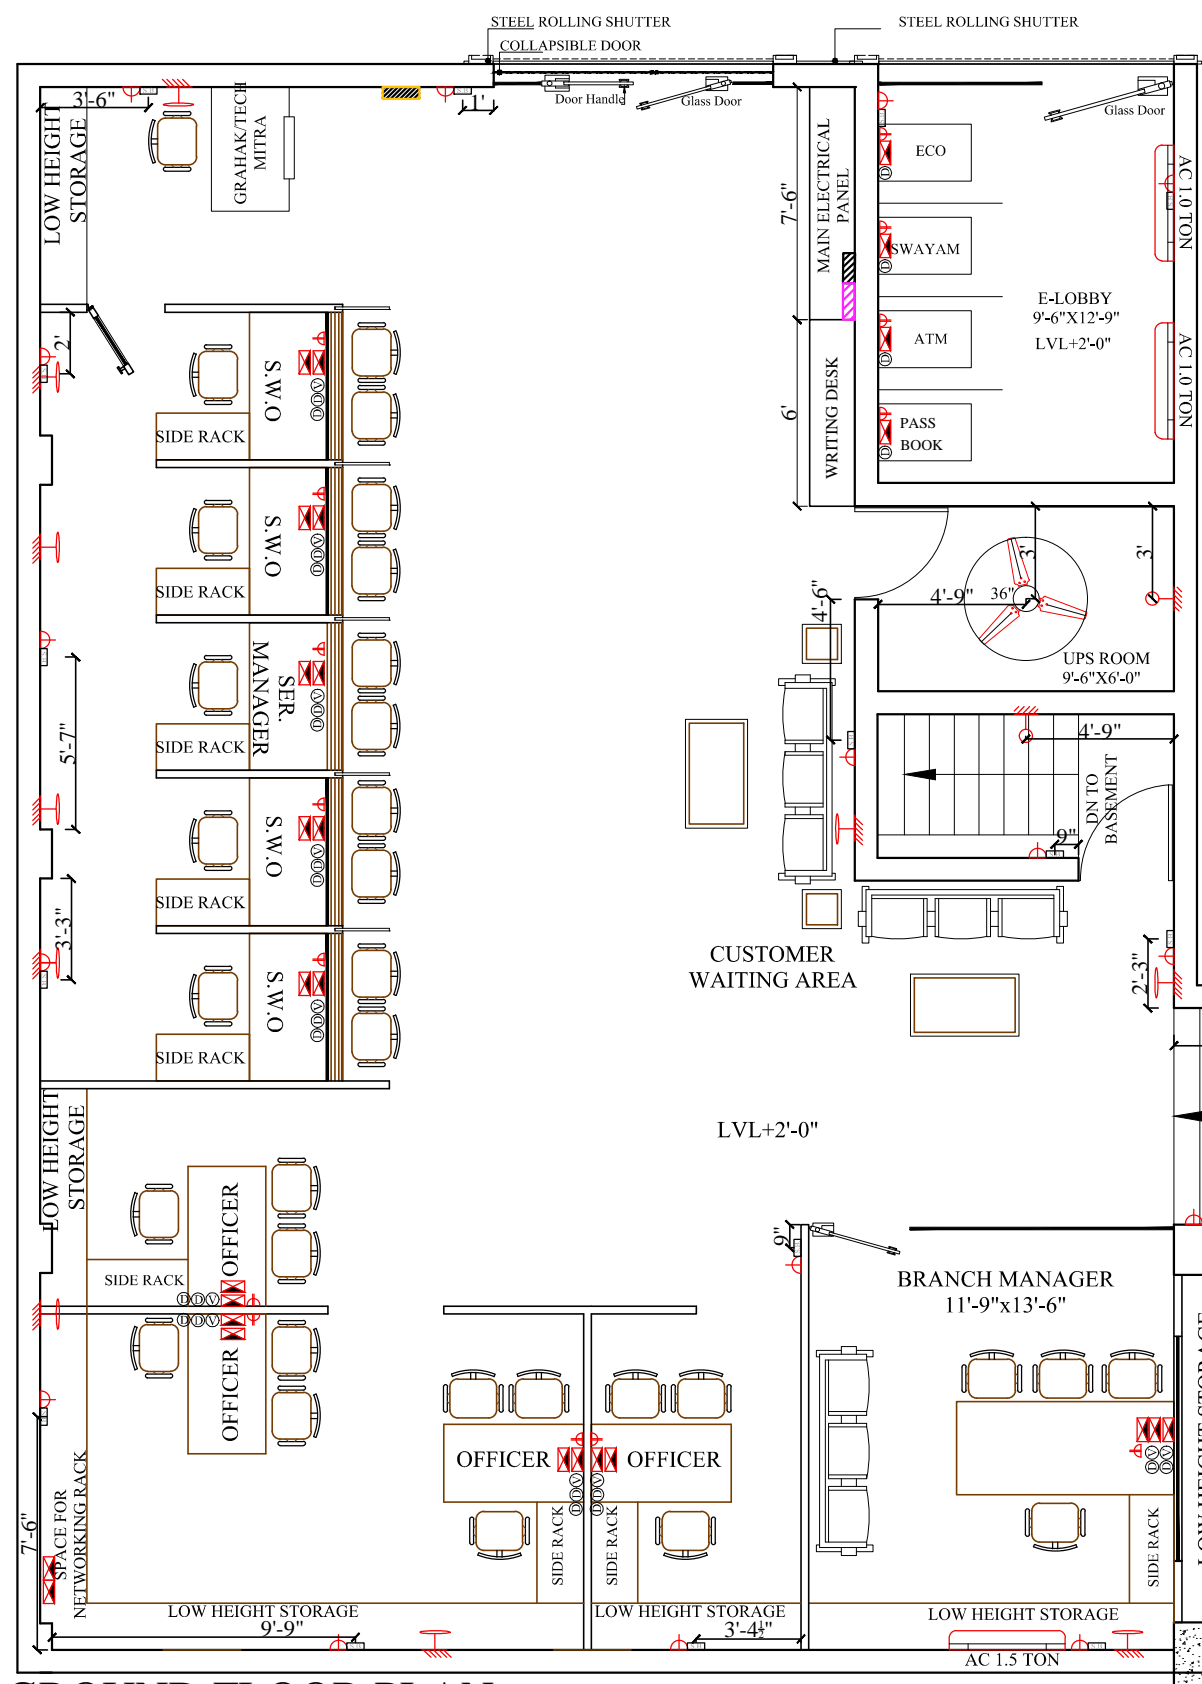 STEEL ROLLING SHUTTER
STEEL ROLLING SHUTTER
COLLAPSIBLE DOOR
Door Handle
Glass Door
Glass Door
3'-6"
1'
LOW HEIGHT
STORAGE
GRAHAK/TECH
MITRA
MAIN ELECTRICAL
PANEL
7'-6"
ECO
SWAYAM
ATM
PASS
BOOK
AC 1.0 TON
AC 1.0 TON
E-LOBBY
9'-6"X12'-9"
LVL+2'-0"
WRITING DESK
6'
2'
S.W.O
SIDE RACK
S.W.O
SIDE RACK
SER.
MANAGER
SIDE RACK
S.W.O
SIDE RACK
S.W.O
SIDE RACK
D D V
D D V
D D V
D D V
D D V
D
D
D
D
3'
3'
4'-9"
36"
4'-6"
UPS ROOM
9'-6"X6'-0"
4'-9"
DN TO
BASEMENT
9"
5'-7"
3'-3"
CUSTOMER
WAITING AREA
2'-3"
LVL+2'-0"
LOW HEIGHT
STORAGE
OFFICER
SIDE RACK
D D V
D D V
OFFICER
9"
BRANCH MANAGER
11'-9"x13'-6"
OFFICER
OFFICER
D D V
D D V
SIDE RACK
SIDE RACK
D V
D V
SIDE RACK
LOW HEIGHT STORAGE
7'-6"
SPACE FOR
NETWORKING RACK
LOW HEIGHT STORAGE
LOW HEIGHT STORAGE
LOW HEIGHT STORAGE
9'-9"
3'-4½"
AC 1.5 TON
GROUND FLOOR PLAN